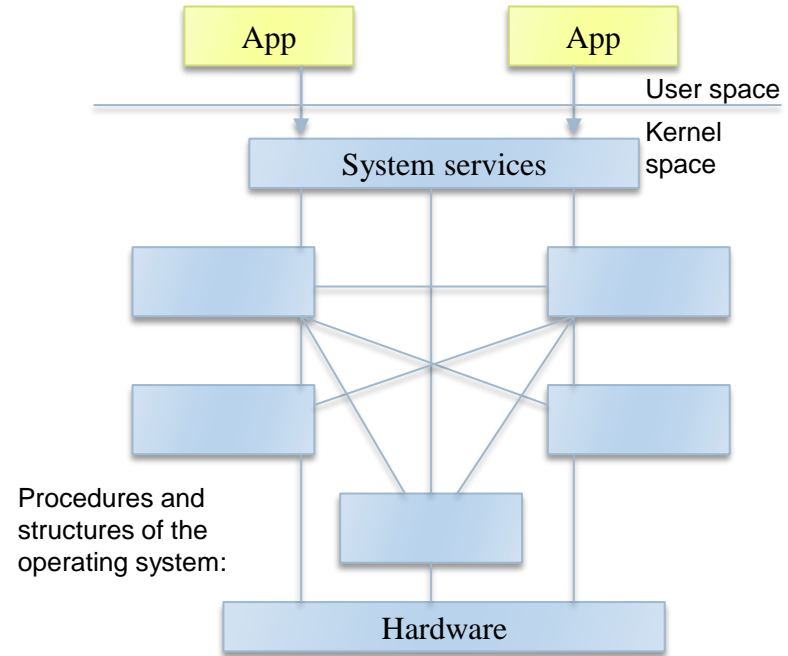 App
App
User space
Kernel
space
System services
Procedures and
structures of the
operating system:
Hardware